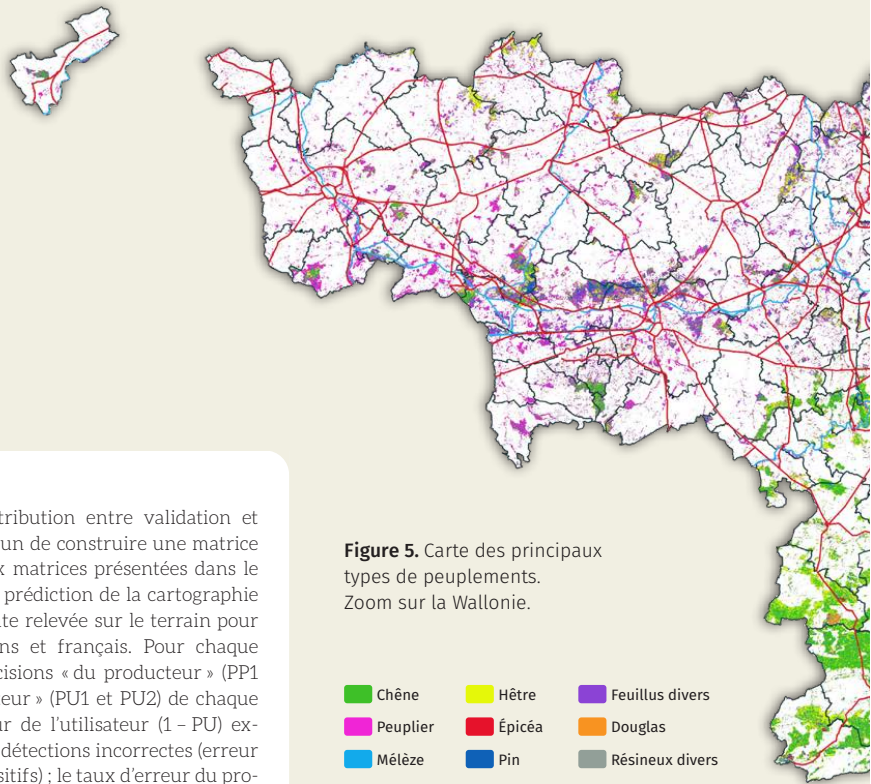 tribution entre validation et
un de construire une matrice
x matrices présentées dans le
prédiction de la cartographie
te relevée sur le terrain pour
ns et français. Pour chaque
cisions « du producteur » (PP1
eur » (PU1 et PU2) de chaque
ur de l’utilisateur (1 – PU) ex-
détections incorrectes (erreur
sitifs) ; le taux d’erreur du pro-
Figure 5. Carte des principaux
types de peuplements.
Zoom sur la Wallonie.
Chêne
Hêtre
Feuillus divers
Peuplier
Épicéa
Douglas
Mélèze
Pin
Résineux divers